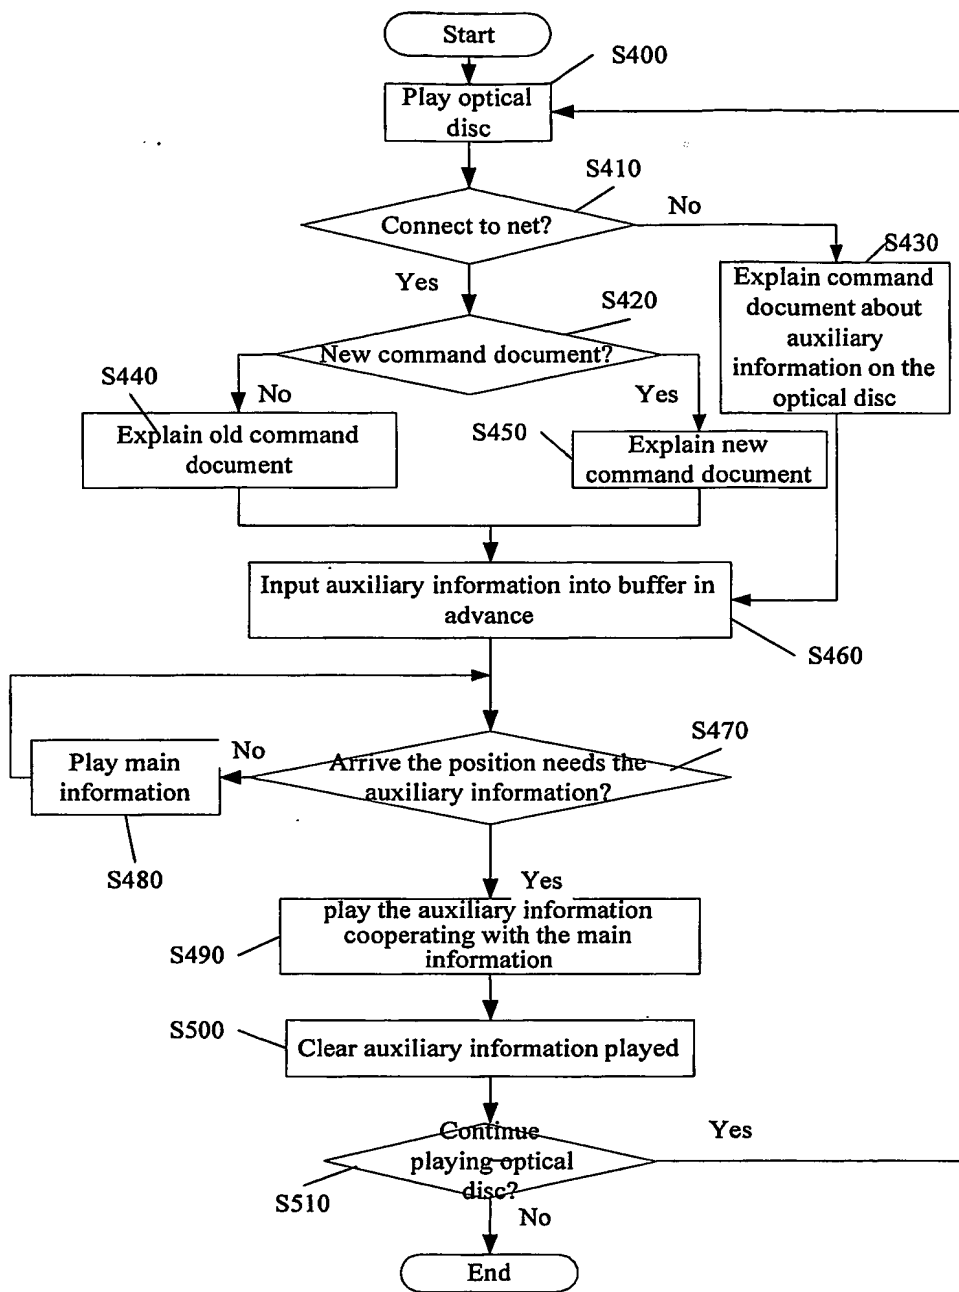 Start
S400
Play optical
disc
S410
Connect to net?
No
S430
Yes
Explain command
document about
auxiliary
information on the
optical disc
S420
New command document?
S440
No
Yes
Explain old command
document
S450
Explain new
command document
Input auxiliary information into buffer in
advance
S460
S470
No
Arrive the position needs the
auxiliary information?
Play main
information
S480
Yes
play the auxiliary information
cooperating with the main
information
S490
S500
Clear auxiliary information played
Continue
playing optical
disc?
Yes
S510
No
End